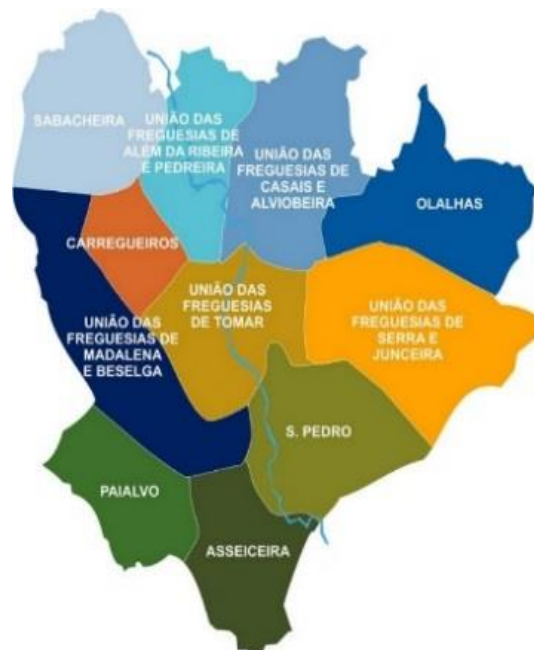 SABACHEIRA
UNIÃO DAS
FREGUESIAS DE
ALÉM DA RIBEIRA
E PEDREIRA
UNIÃO DAS
FREGUESIAS DE
CASAIS E
ALVIOBEIRA
OLALHAS
CARREGUEIROS
UNIÃO DAS
FREGUESIAS
DE TOMAR
UNIÃO DAS
FREGUESIAS DE
SERRA E
JUNCEIRA
UNIÃO DAS
FREGUESIAS DE
MADALENA
E BESELGA
S. PEDRO
PAIALVO
ASSEICEIRA